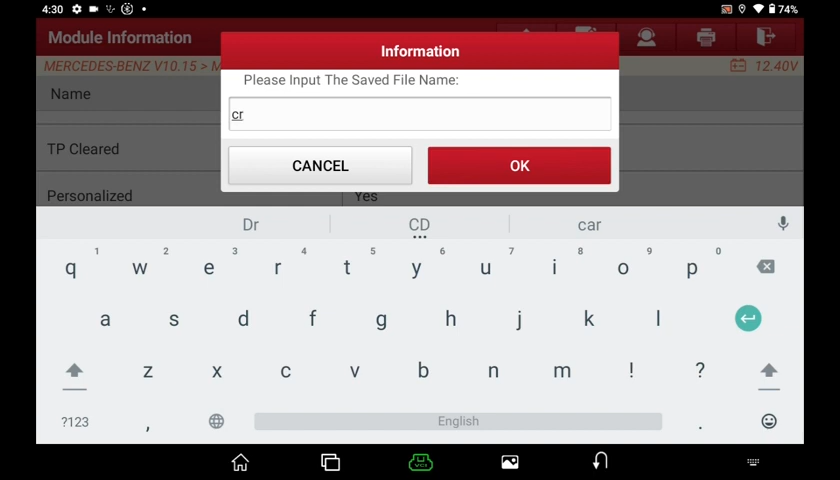 4:30
74%
Module Information
Information
MERCEDES-BENZ V10.15 > M
12.40V
Please Input The Saved File Name:
Name
cr
TP Cleared
CANCEL
OK
Personalized
Yes
Dr
CD
car
1 2 3 4 5 6 7 8 9 0
q w e r t y u i o p
a s d f g h j k l
z x c v b n m ! ?
?123 , English .
VCI